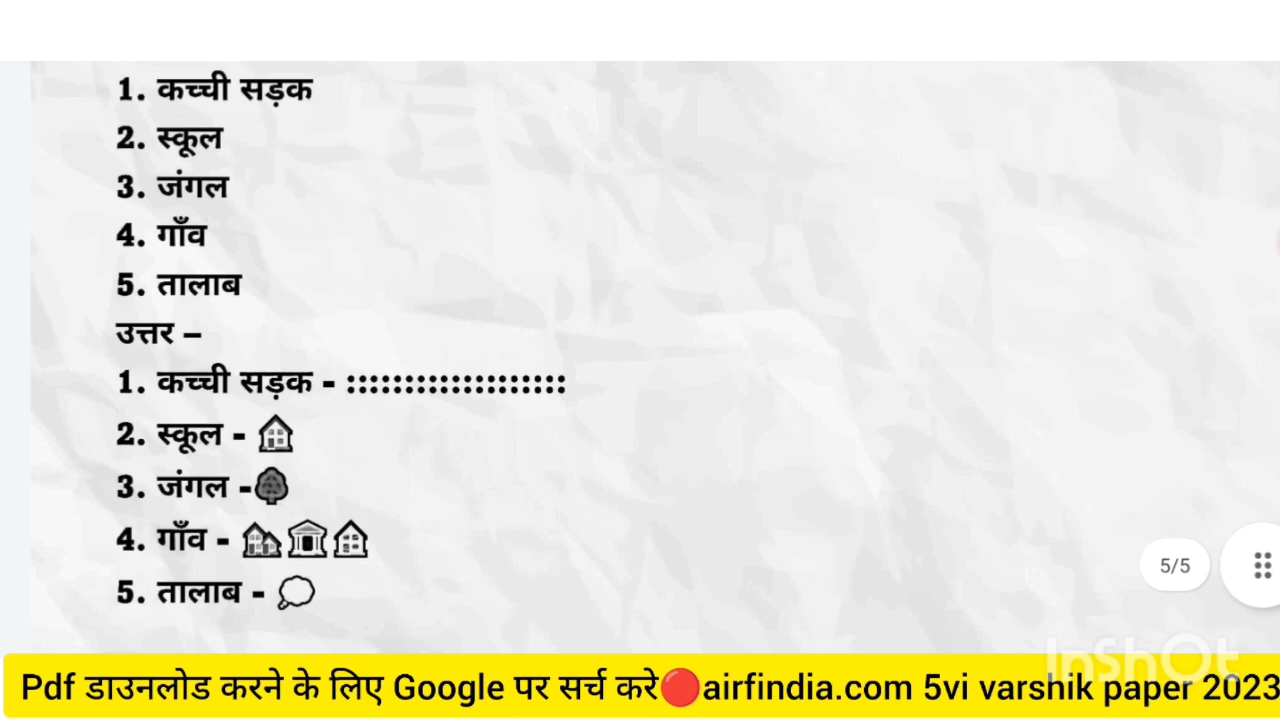 1. कच्ची सड़क
2. स्कूल
3. जंगल
4. गाँव
5. तालाब
उत्तर –
1. कच्ची सड़क - :::::::::::::::::::
2. स्कूल - 🏠
3. जंगल -🌳
4. गाँव - 🏘🏛🏠
5. तालाब - 💭
5/5
InShOt
Pdf डाउनलोड करने के लिए Google पर सर्च करे🔴airfindia.com 5vi varshik paper 2023